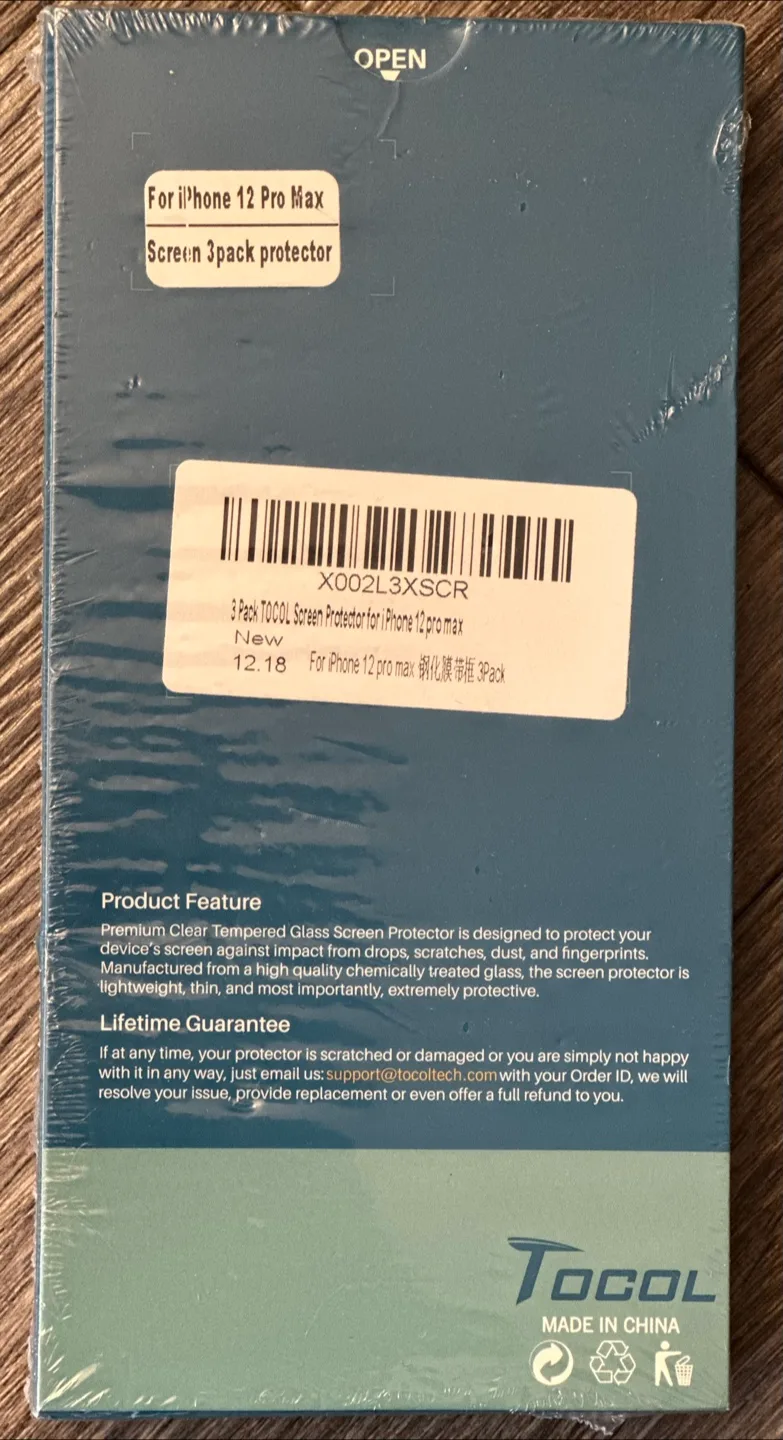 OPEN
For iPhone 12 Pro Max
Screen 3pack protector
X002L3XSCR
3 Pack TOCOL Screen Protector for iPhone 12 pro max
New
12.18 For iPhone 12 pro max 钢化膜带框 3Pack
Product Feature
Premium Clear Tempered Glass Screen Protector is designed to protect your
device's screen against impact from drops, scratches, dust, and fingerprints.
Manufactured from a high quality chemically treated glass, the screen protector is
lightweight, thin, and most importantly, extremely protective.
Lifetime Guarantee
If at any time, your protector is scratched or damaged or you are simply not happy
with it in any way, just email us: support@tocoltech.com with your Order ID, we will
resolve your issue, provide replacement or even offer a full refund to you.
TOCOL
MADE IN CHINA